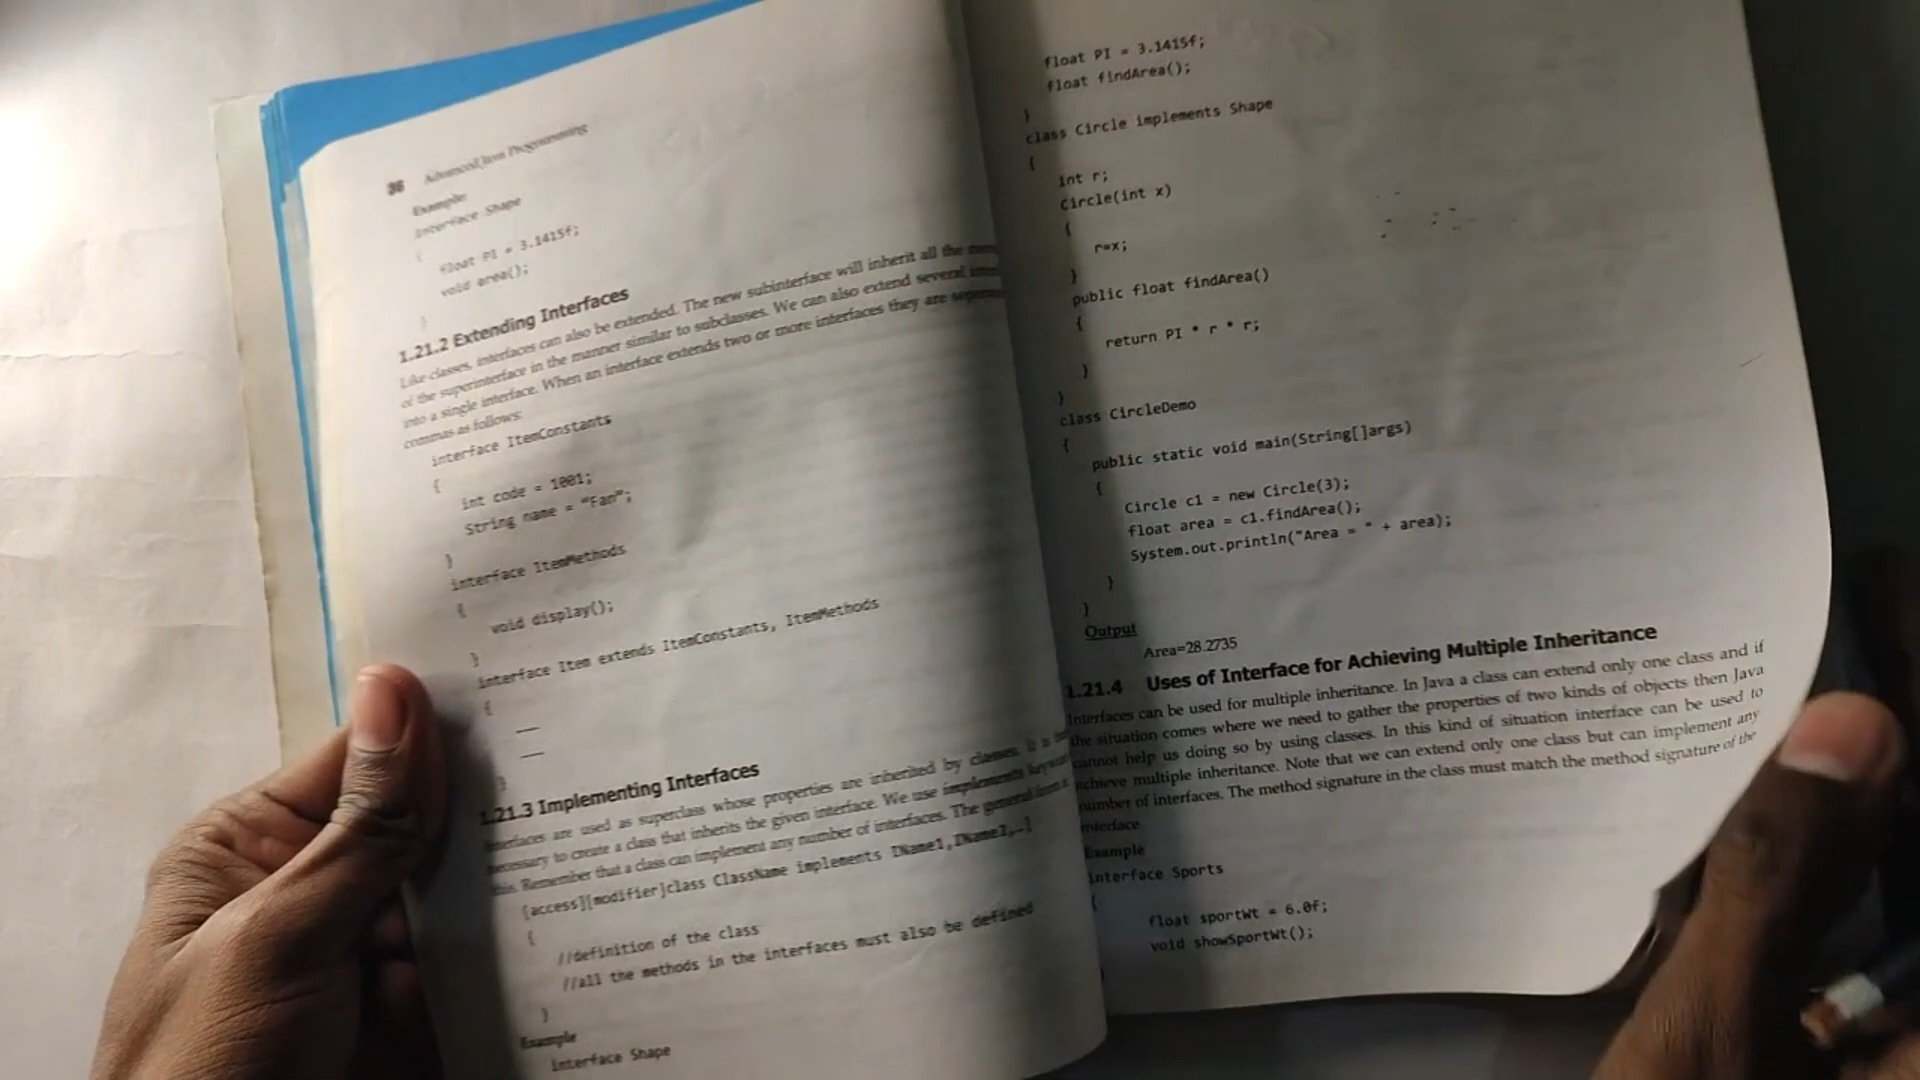 36 Advanced Java Programming
Example
interface Shape
{
float PI = 3.1415f;
void area();
}
1.21.2 Extending Interfaces
Like classes, interfaces can also be extended. The new subinterface will inherit all the
of the superinterface in the manner similar to subclasses. We can also extend several
into a single interface. When an interface extends two or more interfaces they are
commas as follows:
interface ItemConstants
{
int code = 1001;
String name = "Fan";
}
interface ItemMethods
{
void display();
}
interface Item extends ItemConstants, ItemMethods
{
—
—
}
1.21.3 Implementing Interfaces
Interfaces are used as superclass whose properties are inherited by classes. It is
necessary to create a class that inherits the given interface. We use implements
this. Remember that a class can implement any number of interfaces. The general form
[access][modifier]class ClassName implements IName1,IName2,…]
{
//definition of the class
//all the methods in the interfaces must also be defined
}
Example
interface Shape
float PI = 3.1415f;
float findArea();
}
class Circle implements Shape
{
int r;
Circle(int x)
{
r=x;
}
public float findArea()
{
return PI * r * r;
}
}
class CircleDemo
{
public static void main(String[]args)
{
Circle c1 = new Circle(3);
float area = c1.findArea();
System.out.println("Area = " + area);
}
}
Output
Area=28.2735
1.21.4 Uses of Interface for Achieving Multiple Inheritance
Interfaces can be used for multiple inheritance. In Java a class can extend only one class and if
the situation comes where we need to gather the properties of two kinds of objects then Java
cannot help us doing so by using classes. In this kind of situation interface can be used to
achieve multiple inheritance. Note that we can extend only one class but can implement any
number of interfaces. The method signature in the class must match the method signature of the
interface
Example
interface Sports
{
float sportWt = 6.0f;
void showSportWt();
}